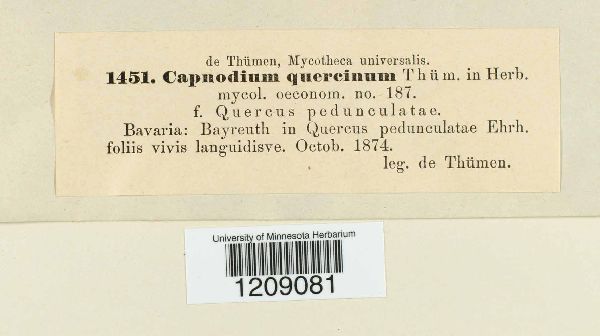 de Thümen, Mycotheca universalis.
1451. Capnodium quercinum Thüm. in Herb.
mycol. oeconom. no. 187.
f. Quercus pedunculatae.
Bavaria: Bayreuth in Quercus pedunculatae Ehrh.
foliis vivis languidisve. Octob. 1874.
leg. de Thümen.
University of Minnesota Herbarium
1209081